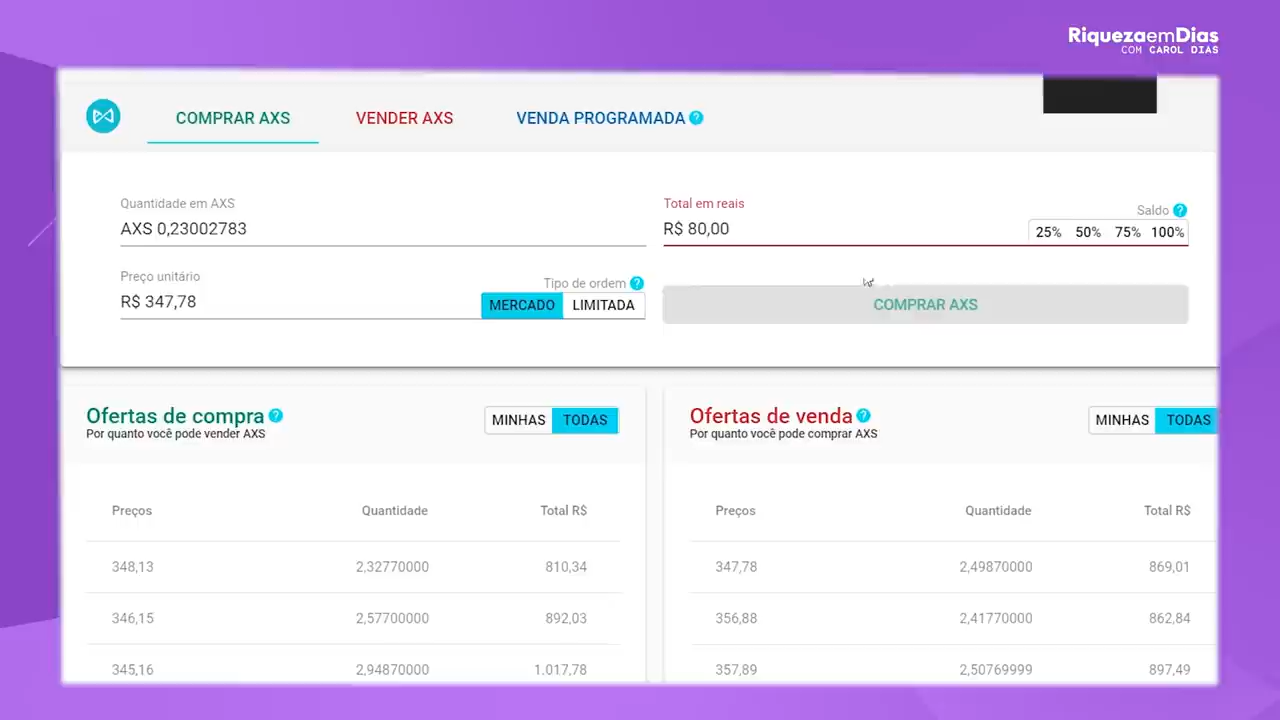 RiquezaemDias
COM CAROL DIAS
COMPRAR AXS
VENDER AXS
VENDA PROGRAMADA ?
Quantidade em AXS
AXS 0,23002783
Total em reais
R$ 80,00
Saldo ?
25% 50% 75% 100%
Preço unitário
R$ 347,78
Tipo de ordem ?
MERCADO LIMITADA
COMPRAR AXS
Ofertas de compra ?
Por quanto você pode vender AXS
MINHAS TODAS
Preços Quantidade Total R$
348,13 2,32770000 810,34
346,15 2,57700000 892,03
345,16 2,94870000 1.017,78
Ofertas de venda ?
Por quanto você pode comprar AXS
MINHAS TODAS
Preços Quantidade Total R$
347,78 2,49870000 869,01
356,88 2,41770000 862,84
357,89 2,50769999 897,49